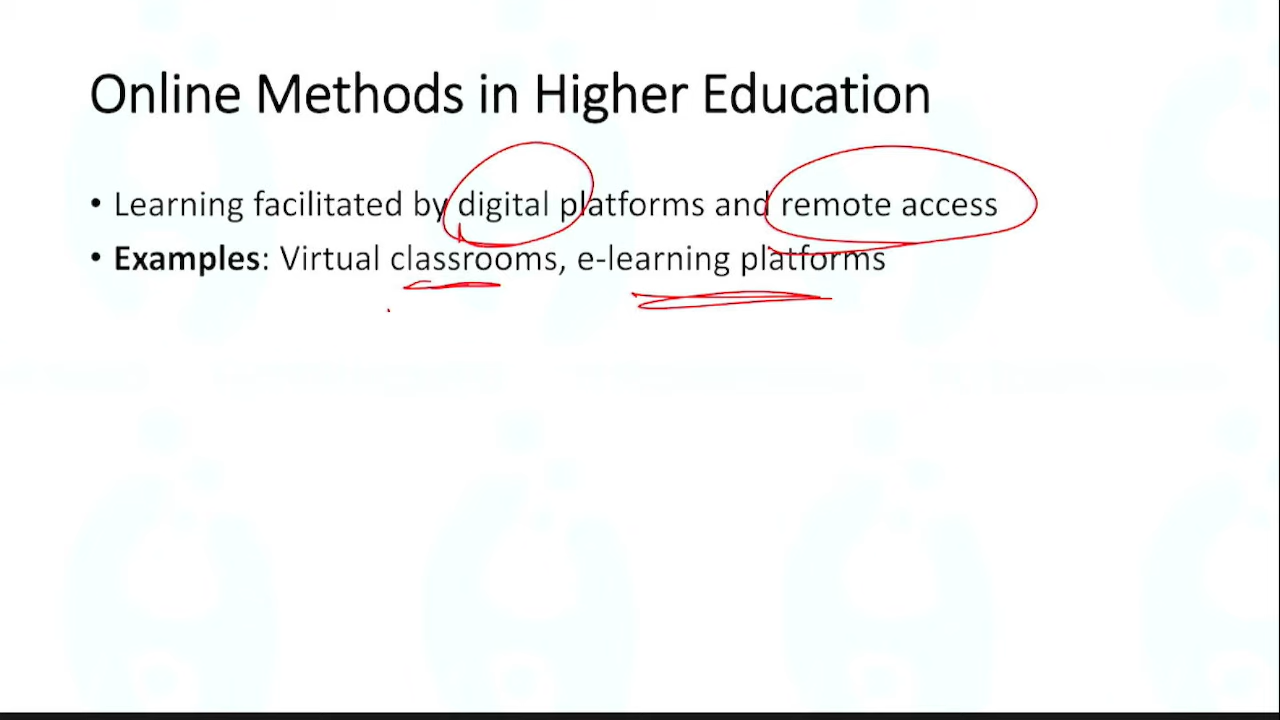 Online Methods in Higher Education
• Learning facilitated by digital platforms and remote access
• Examples: Virtual classrooms, e-learning platforms